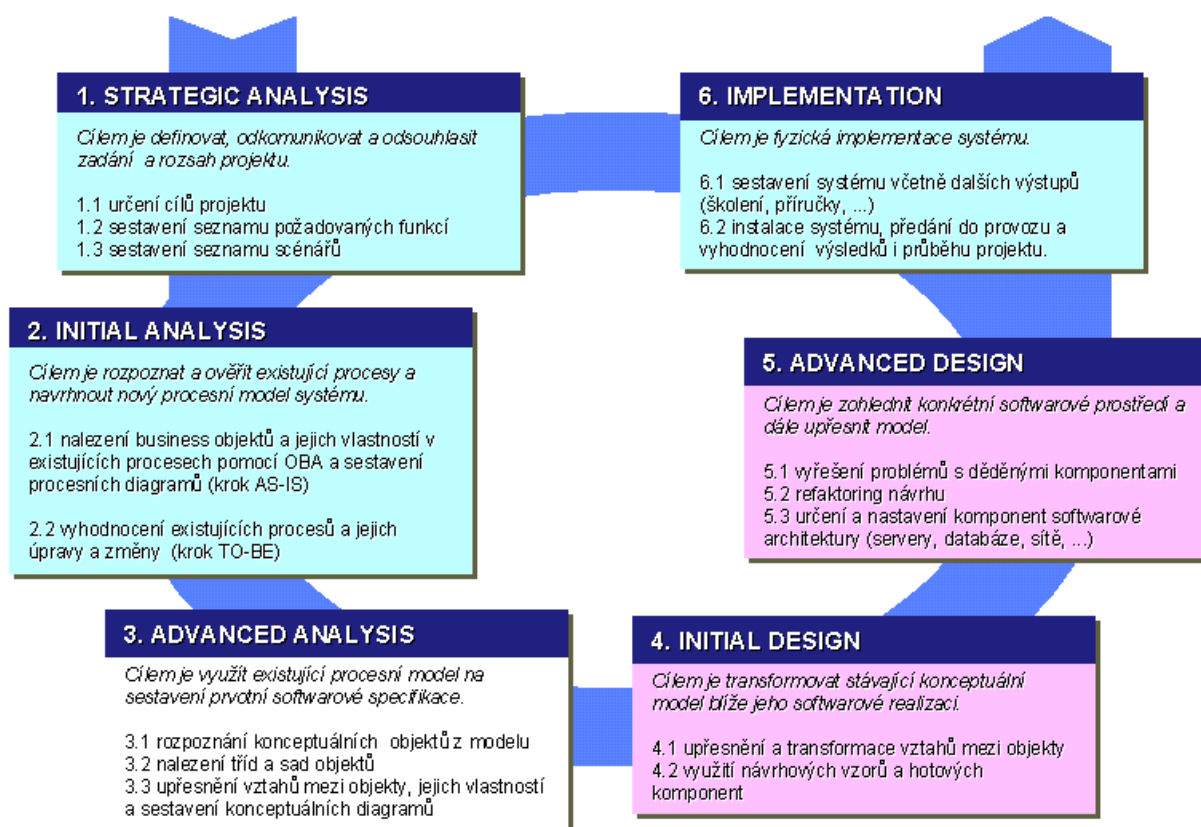 1. STRATEGIC ANALYSIS
Cílem je definovat, odkomunikovat a odsouhlasit
zadání a rozsah projektu.
1.1 určení cílů projektu
1.2 sestavení seznamu požadovaných funkcí
1.3 sestavení seznamu scénářů
2. INITIAL ANALYSIS
Cílem je rozpoznat a ověřit existující procesy a
navrhnout nový procesní model systému.
2.1 nalezení business objektů a jejich vlastností v
existujících procesech pomocí OBA a sestavení
procesních diagramů (krok AS-IS)
2.2 vyhodnocení existujících procesů a jejich
úpravy a změny (krok TO-BE)
3. ADVANCED ANALYSIS
Cílem je využít existující procesní model na
sestavení prvotní softwarové specifikace.
3.1 rozpoznání konceptuálních objektů z modelu
3.2 nalezení tříd a sad objektů
3.3 upřesnění vztahů mezi objekty, jejich vlastností
a sestavení konceptuálních diagramů
4. INITIAL DESIGN
Cílem je transformovat stávající konceptuální
model blíže jeho softwarové realizaci.
4.1 upřesnění a transformace vztahů mezi objekty
4.2 využití návrhových vzorů a hotových
komponent
5. ADVANCED DESIGN
Cílem je zohlednit konkrétní softwarové prostředí a
dále upřesnit model.
5.1 vyřešení problémů s děděnými komponentami
5.2 refaktoring návrhu
5.3 určení a nastavení komponent softwarové
architektury (servery, databáze, sítě, ...)
6. IMPLEMENTATION
Cílem je fyzická implementace systému.
6.1 sestavení systému včetně dalších výstupů
(školení, příručky, ...)
6.2 instalace systému, předání do provozu a
vyhodnocení výsledků i průběhu projektu.